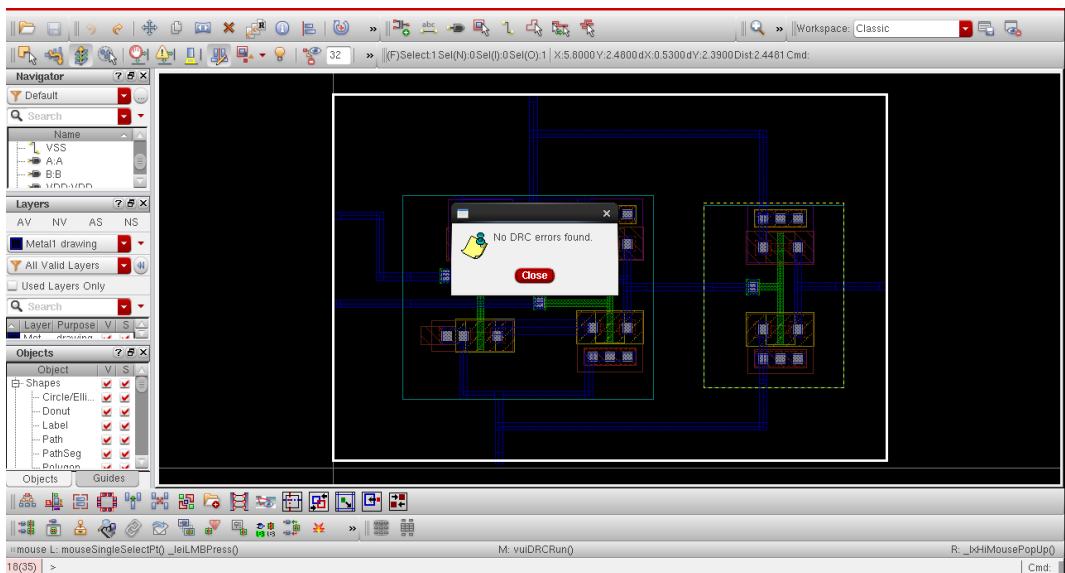 Workspace: Classic
32
(F)Select:1 Sel(N):0 Sel(I):0 Sel(O):1 X:5.8000 Y:2.4800 dX:0.5300 dY:2.3900 Dist:2.4481 Cmd:
Navigator
Default
Search
Name
VSS
A:A
B:B
VDD:VDD
Layers
AV NV AS NS
Metal1 drawing
All Valid Layers
Used Layers Only
Search
Layer Purpose V S
Met drawing
Objects
Object V S
Shapes
Circle/Elli...
Donut
Label
Path
PathSeg
Polygon
Objects Guides
No DRC errors found.
Close
mouse L: mouseSingleSelectPt() _leiLMBPress() M: vuiDRCRun() R: _lxHiMousePopUp()
18(35) > Cmd: